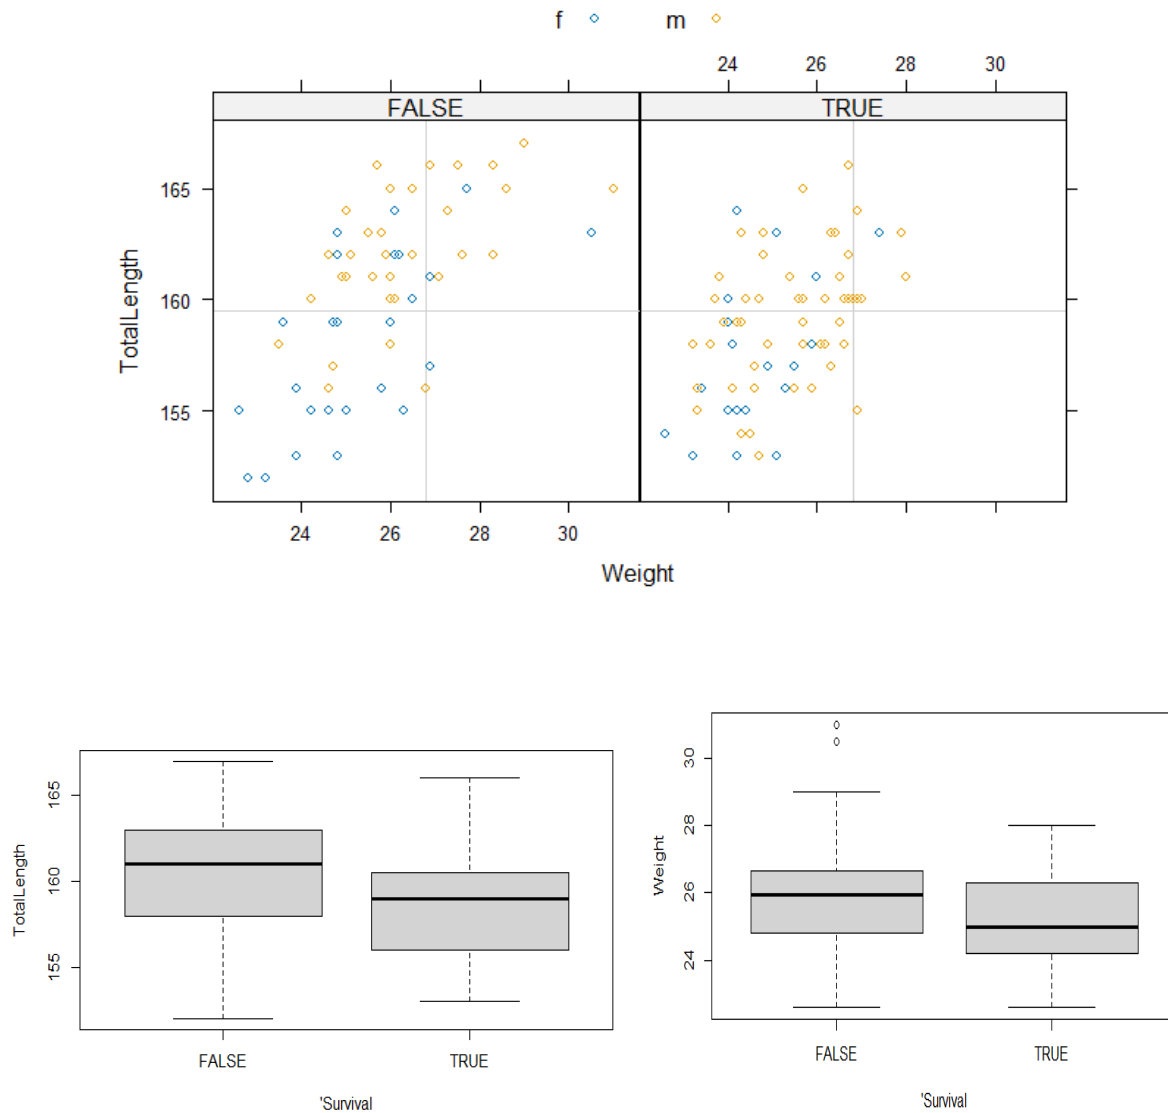 f m
24 26 28 30
FALSE TRUE
165
160
155
TotalLength
24 26 28 30
Weight
165
160
155
TotalLength
FALSE TRUE
'Survival
30
28
26
24
Weight
FALSE TRUE
'Survival